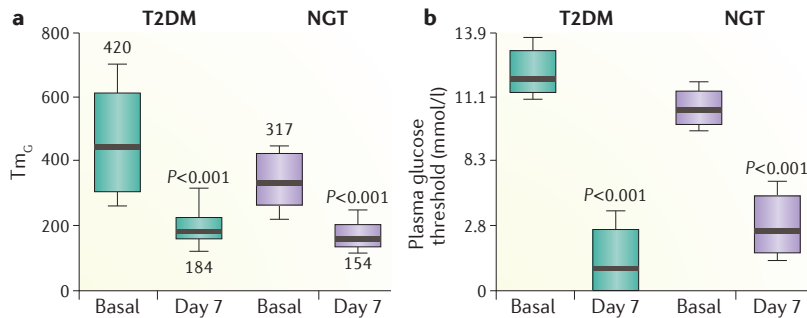 a
T2DM
NGT
Tm_G
800
600
400
200
0
420
P<0.001
184
317
P<0.001
154
Basal
Day 7
Basal
Day 7
b
T2DM
NGT
Plasma glucose
threshold (mmol/l)
13.9
11.1
8.3
2.8
0
P<0.001
P<0.001
Basal
Day 7
Basal
Day 7